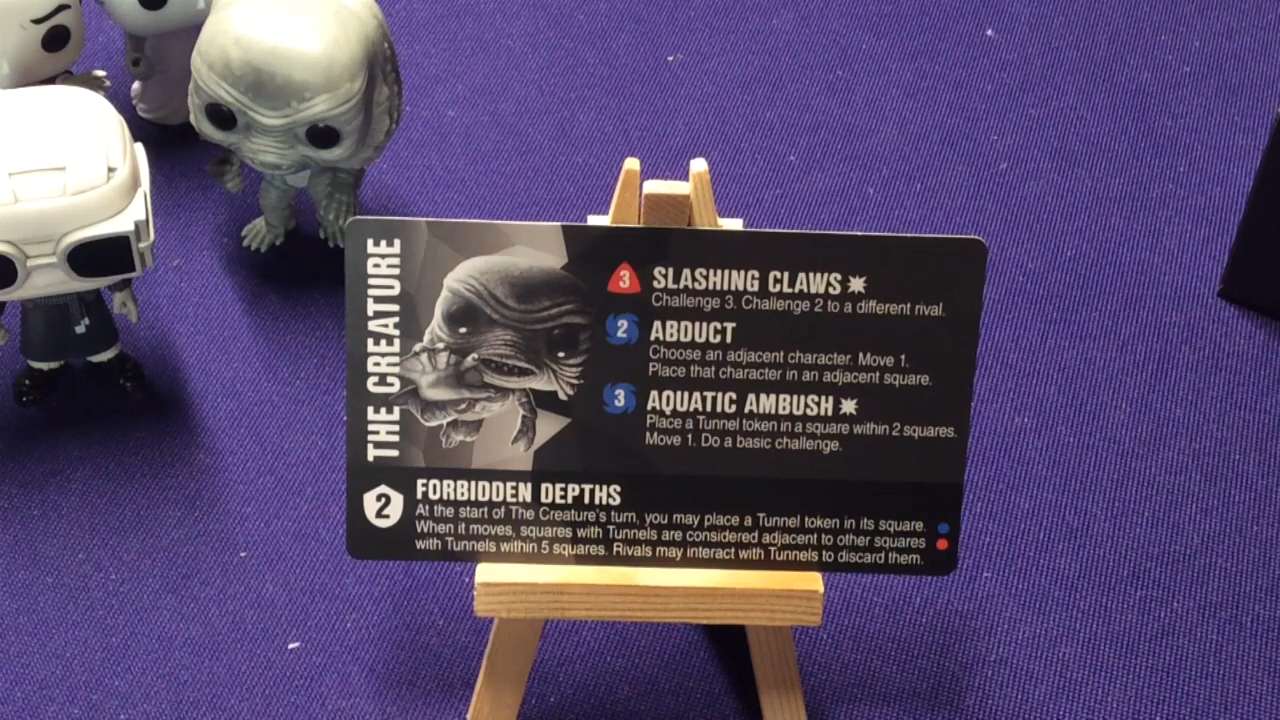 THE CREATURE
3 SLASHING CLAWS
Challenge 3. Challenge 2 to a different rival.
2 ABDUCT
Choose an adjacent character. Move 1.
Place that character in an adjacent square.
3 AQUATIC AMBUSH
Place a Tunnel token in a square within 2 squares.
Move 1. Do a basic challenge.
2 FORBIDDEN DEPTHS
At the start of The Creature's turn, you may place a Tunnel token in its square.
When it moves, squares with Tunnels are considered adjacent to other squares
with Tunnels within 5 squares. Rivals may interact with Tunnels to discard them.